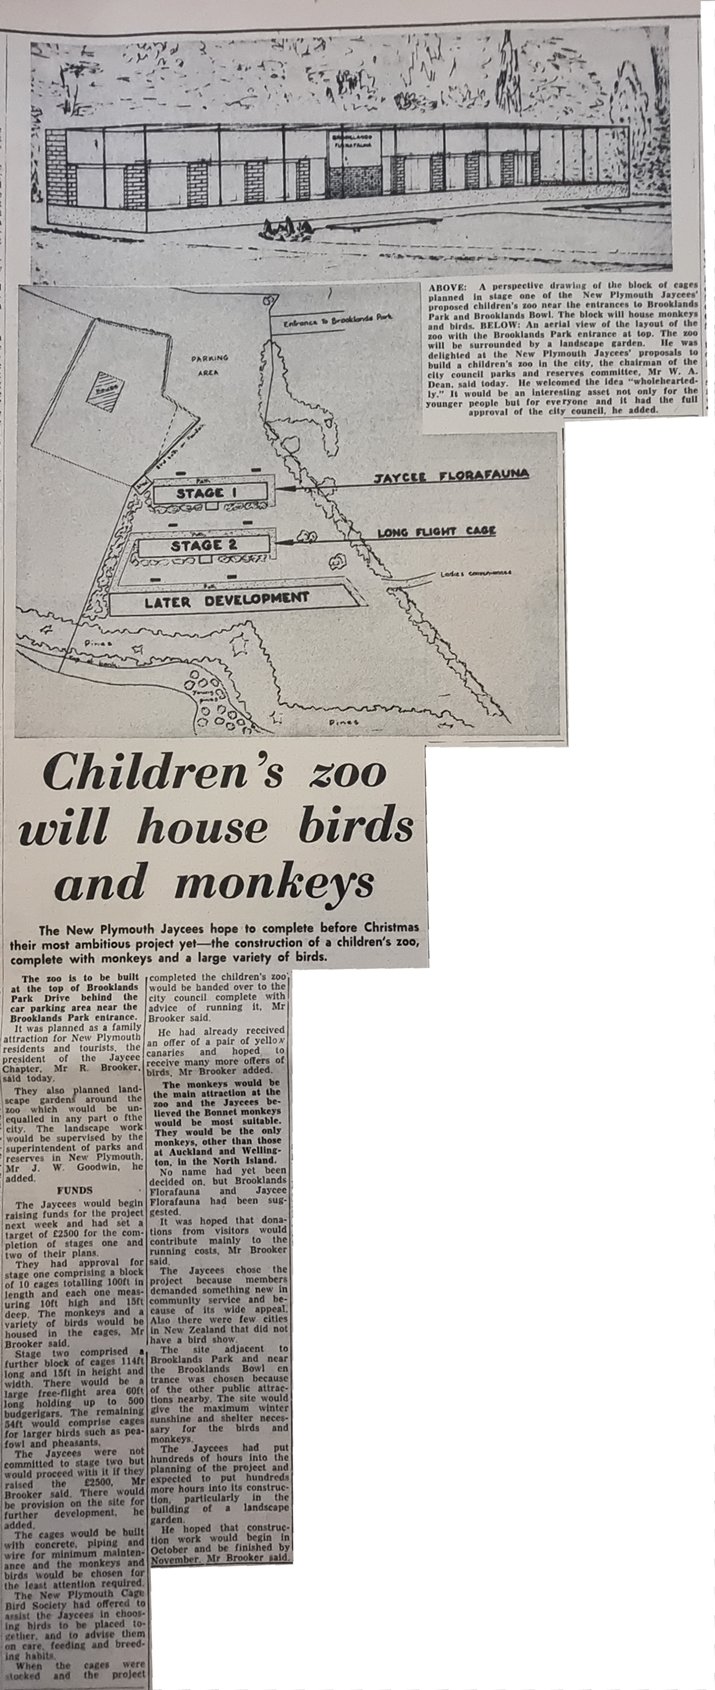 BROOKLANDS
FLORAFAUNA
ABOVE: A perspective drawing of the block of cages
planned in stage one of the New Plymouth Jaycees'
proposed children's zoo near the entrances to Brooklands
Park and Brooklands Bowl. The block will house monkeys
and birds. BELOW: An aerial view of the layout of the
zoo with the Brooklands Park entrance at top. The zoo
will be surrounded by a landscape garden. He was
delighted at the New Plymouth Jaycees' proposals to
build a children's zoo in the city, the chairman of the
city council parks and reserves committee, Mr W. A.
Dean, said today. He welcomed the idea "wholehearted-
ly." It would be an interesting asset not only for the
younger people but for everyone and it had the full
approval of the city council, he added.
Entrance to Brooklands Park
PARKING
AREA
House
Path
STAGE 1
JAYCEE FLORAFAUNA
Path
STAGE 2
LONG FLIGHT CAGE
Path
LATER DEVELOPMENT
Ladies conveniences
Pines
Top of bank
Young
pines
Pines
Children's zoo
will house birds
and monkeys
The New Plymouth Jaycees hope to complete before Christmas
their most ambitious project yet—the construction of a children's zoo,
complete with monkeys and a large variety of birds.
The zoo is to be built
at the top of Brooklands
Park Drive behind the
car parking area near the
Brooklands Park entrance.
It was planned as a family
attraction for New Plymouth
residents and tourists, the
president of the Jaycee
Chapter, Mr R. Brooker,
said today.
They also planned land-
scape gardens around the
zoo which would be un-
equalled in any part o fthe
city. The landscape work
would be supervised by the
superintendent of parks and
reserves in New Plymouth,
Mr J. W. Goodwin, he
added.
FUNDS
The Jaycees would begin
raising funds for the project
next week and had set a
target of £2500 for the com-
pletion of stages one and
two of their plans.
They had approval for
stage one comprising a block
of 10 cages totalling 100ft in
length and each one meas-
uring 10ft high and 15ft
deep. The monkeys and a
variety of birds would be
housed in the cages, Mr
Brooker said.
Stage two comprised a
further block of cages 114ft
long and 15ft in height and
width. There would be a
large free-flight area 60ft
long holding up to 500
budgerigars. The remaining
54ft would comprise cages
for larger birds such as pea-
fowl and pheasants.
The Jaycees were not
committed to stage two but
would proceed with it if they
raised the £2500, Mr
Brooker said. There would
be provision on the site for
further development, he
added.
The cages would be built
with concrete, piping and
wire for minimum mainten-
ance and the monkeys and
birds would be chosen for
the least attention required.
The New Plymouth Cage
Bird Society had offered to
assist the Jaycees in choos-
ing birds to be placed to-
gether, and to advise them
on care, feeding and breed-
ing habits.
When the cages were
stocked and the project
completed the children's zoo
would be handed over to the
city council complete with
advice of running it, Mr
Brooker said.
He had already received
an offer of a pair of yellow
canaries and hoped to
receive many more offers of
birds, Mr Brooker added.
The monkeys would be
the main attraction at the
zoo and the Jaycees be-
lieved the Bonnet monkeys
would be most suitable.
They would be the only
monkeys, other than those
at Auckland and Welling-
ton, in the North Island.
No name had yet been
decided on, but Brooklands
Florafauna and Jaycee
Florafauna had been sug-
gested.
It was hoped that dona-
tions from visitors would
contribute mainly to the
running costs, Mr Brooker
said.
The Jaycees chose the
project because members
demanded something new in
community service and be-
cause of its wide appeal.
Also there were few cities
in New Zealand that did not
have a bird show.
The site adjacent to
Brooklands Park and near
the Brooklands Bowl en
trance was chosen because
of the other public attrac-
tions nearby. The site would
give the maximum winter
sunshine and shelter neces-
sary for the birds and
monkeys.
The Jaycees had put
hundreds of hours into the
planning of the project and
expected to put hundreds
more hours into its construc-
tion, particularly in the
building of a landscape
garden.
He hoped that construc-
tion work would begin in
October and be finished by
November, Mr Brooker said.